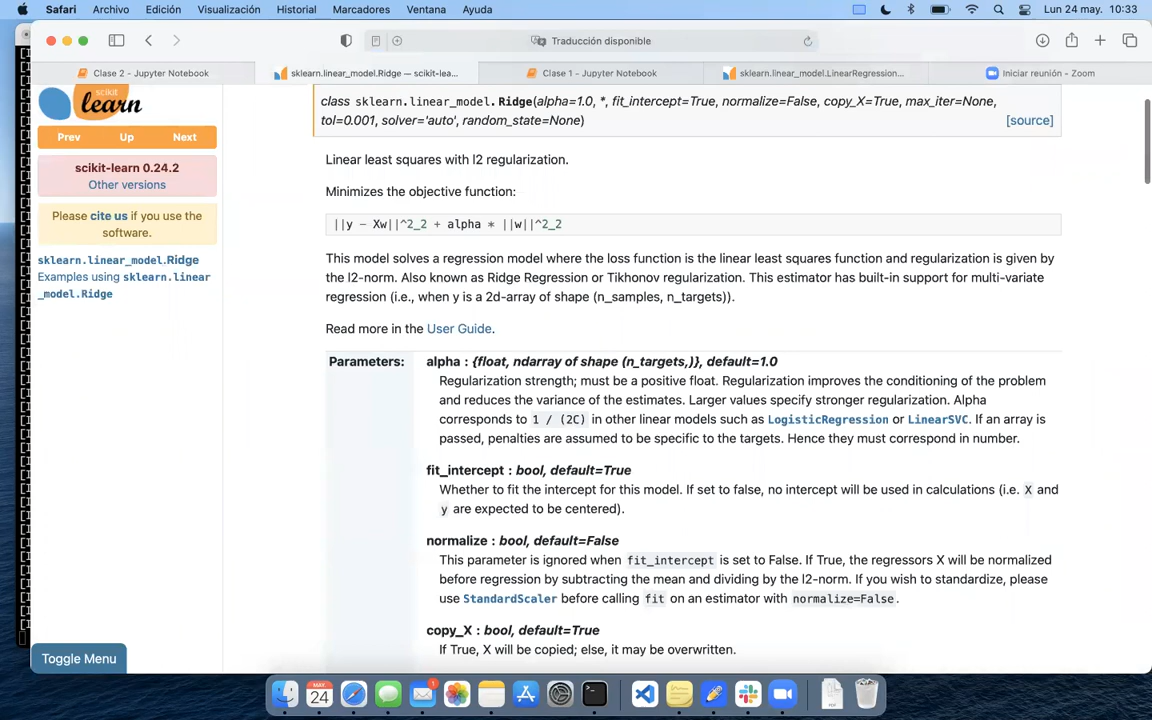 Safari Archivo Edición Visualización Historial Marcadores Ventana Ayuda Lun 24 may. 10:33
Traducción disponible
Clase 2 - Jupyter Notebook
sklearn.linear_model.Ridge — scikit-lea...
Clase 1 - Jupyter Notebook
sklearn.linear_model.LinearRegression...
Iniciar reunión - Zoom
scikit
learn
Prev Up Next
scikit-learn 0.24.2
Other versions
Please cite us if you use the
software.
sklearn.linear_model.Ridge
Examples using sklearn.linear
_model.Ridge
Toggle Menu
class sklearn.linear_model.Ridge(alpha=1.0, *, fit_intercept=True, normalize=False, copy_X=True, max_iter=None,
tol=0.001, solver='auto', random_state=None) [source]
Linear least squares with l2 regularization.
Minimizes the objective function:
||y - Xw||^2_2 + alpha * ||w||^2_2
This model solves a regression model where the loss function is the linear least squares function and regularization is given by
the l2-norm. Also known as Ridge Regression or Tikhonov regularization. This estimator has built-in support for multi-variate
regression (i.e., when y is a 2d-array of shape (n_samples, n_targets)).
Read more in the User Guide.
Parameters: alpha : {float, ndarray of shape (n_targets,)}, default=1.0
Regularization strength; must be a positive float. Regularization improves the conditioning of the problem
and reduces the variance of the estimates. Larger values specify stronger regularization. Alpha
corresponds to 1 / (2C) in other linear models such as LogisticRegression or LinearSVC. If an array is
passed, penalties are assumed to be specific to the targets. Hence they must correspond in number.
fit_intercept : bool, default=True
Whether to fit the intercept for this model. If set to false, no intercept will be used in calculations (i.e. X and
y are expected to be centered).
normalize : bool, default=False
This parameter is ignored when fit_intercept is set to False. If True, the regressors X will be normalized
before regression by subtracting the mean and dividing by the l2-norm. If you wish to standardize, please
use StandardScaler before calling fit on an estimator with normalize=False.
copy_X : bool, default=True
If True, X will be copied; else, it may be overwritten.
MAY
24
1